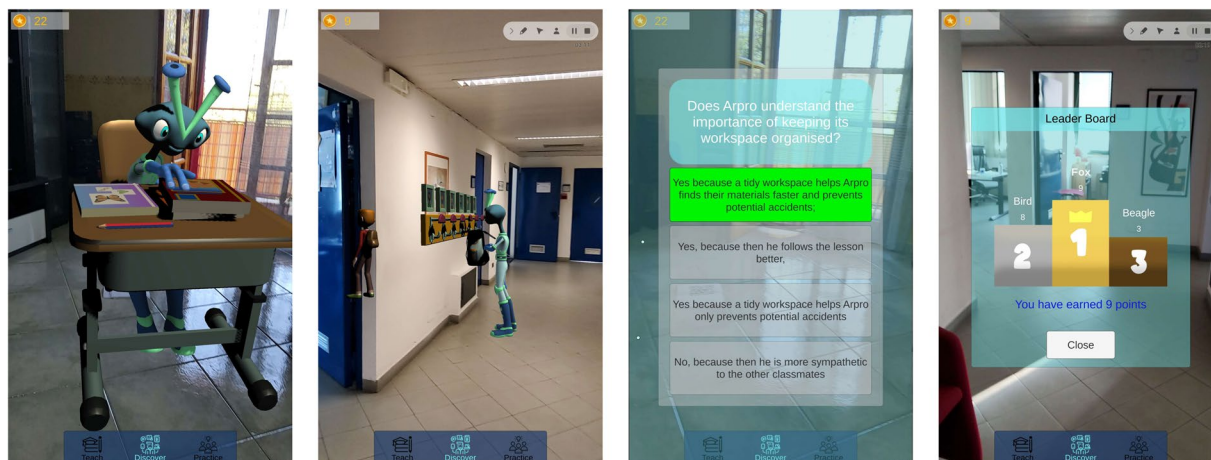 22
Teach
Discover
Practice
9
Teach
Discover
Practice
22
Does Arpro understand the
importance of keeping its
workspace organised?
Yes because a tidy workspace helps Arpro
finds their materials faster and prevents
potential accidents;
Yes, because then he follows the lesson
better,
Yes because a tidy workspace helps Arpro
only prevents potential accidents
No, because then he is more sympathetic
to the other classmates
Teach
Discover
Practice
9
Leader Board
Fox
9
Bird
8
Beagle
3
2
1
3
You have earned 9 points
Close
Teach
Discover
Practice